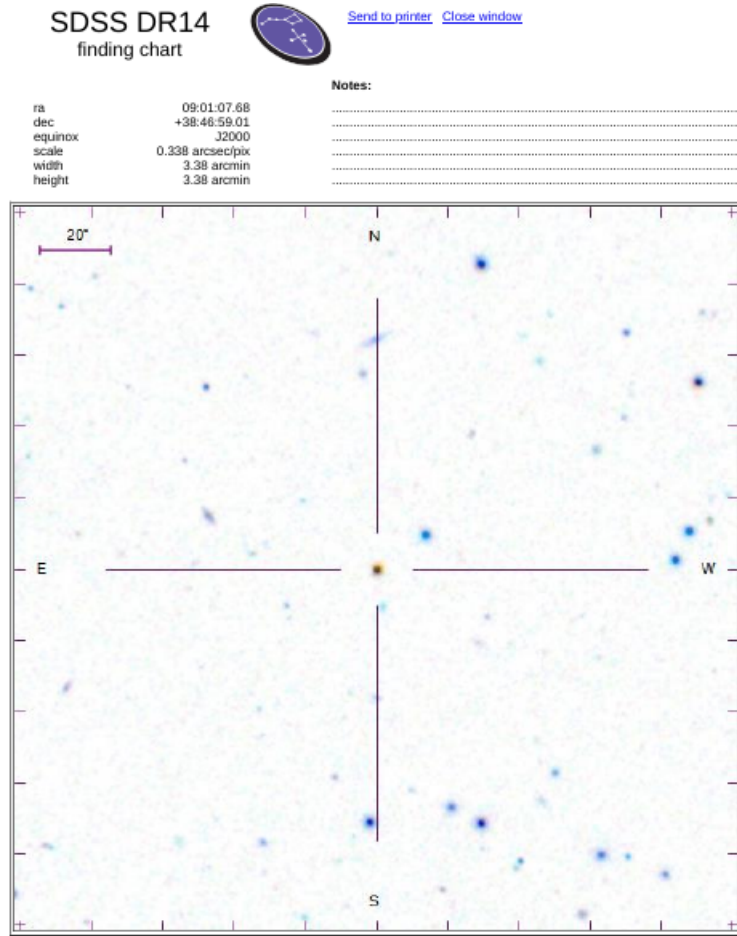 SDSS DR14
finding chart
Send to printer Close window
Notes:
ra 09:01:07.68
dec +38:46:59.01
equinox J2000
scale 0.338 arcsec/pix
width 3.38 arcmin
height 3.38 arcmin
20"
N
E
W
S